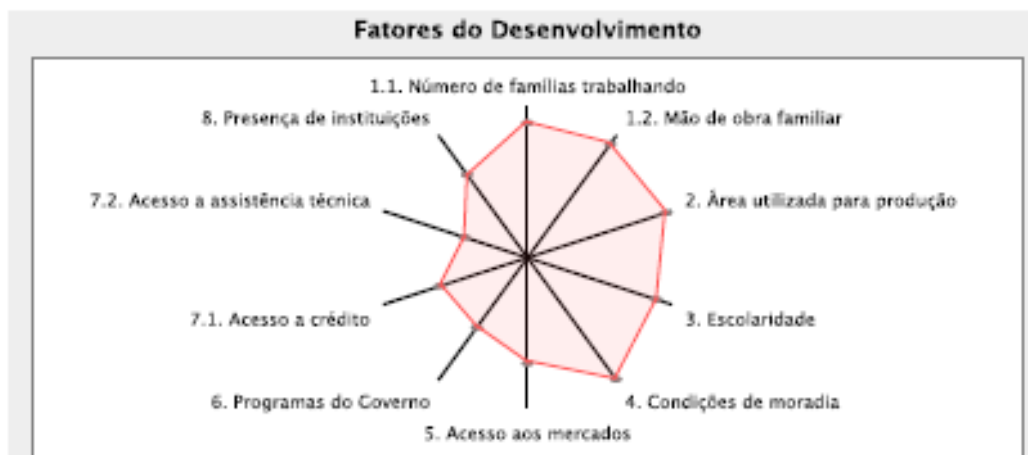 Fatores do Desenvolvimento
1.1. Número de famílias trabalhando
8. Presença de instituições
1.2. Mão de obra familiar
7.2. Acesso a assistência técnica
2. Área utilizada para produção
7.1. Acesso a crédito
3. Escolaridade
6. Programas do Governo
4. Condições de moradia
5. Acesso aos mercados